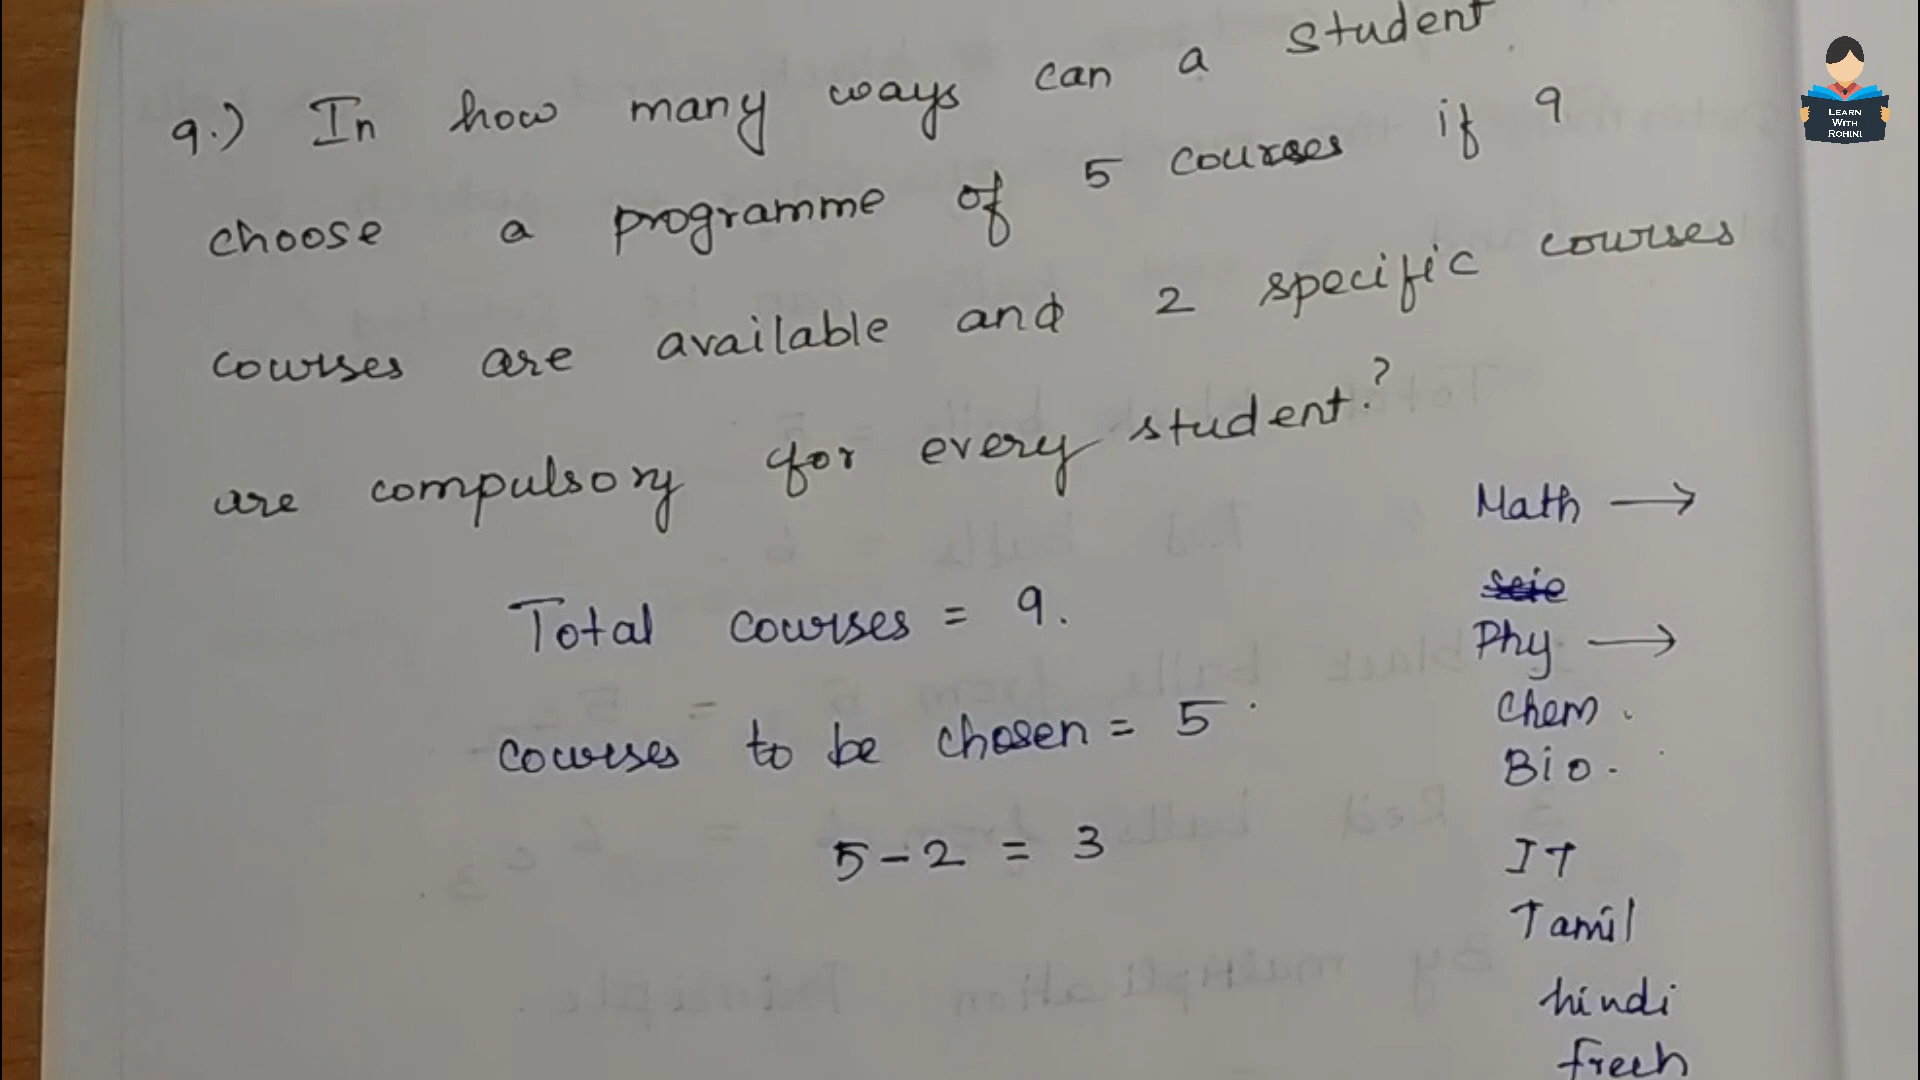 9.) In how many ways can a student
choose a programme of 5 courses if 9
courses are available and 2 specific courses
are compulsory for every student.?
Total courses = 9.
courses to be chosen = 5
5-2 = 3
Math →
scie
Phy →
Chem.
Bio.
IT
Tamil
hindi
frech
LEARN
WITH
ROHINI